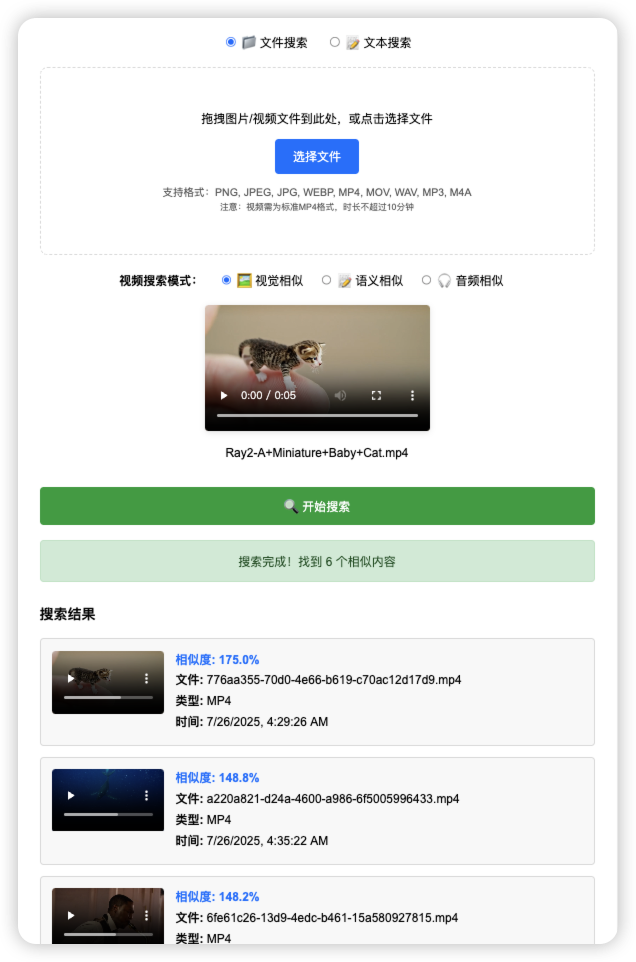 文件搜索 文本搜索
拖拽图片/视频文件到此处，或点击选择文件
选择文件
支持格式：PNG, JPEG, JPG, WEBP, MP4, MOV, WAV, MP3, M4A
注意：视频需为标准MP4格式，时长不超过10分钟
视频搜索模式： 视觉相似 语义相似 音频相似
0:00 / 0:05
Ray2-A+Miniature+Baby+Cat.mp4
开始搜索
搜索完成！找到 6 个相似内容
搜索结果
相似度: 175.0%
文件: 776aa355-70d0-4e66-b619-c70ac12d17d9.mp4
类型: MP4
时间: 7/26/2025, 4:29:26 AM
相似度: 148.8%
文件: a220a821-d24a-4600-a986-6f5005996433.mp4
类型: MP4
时间: 7/26/2025, 4:35:22 AM
相似度: 148.2%
文件: 6fe61c26-13d9-4edc-b461-15a580927815.mp4
类型: MP4